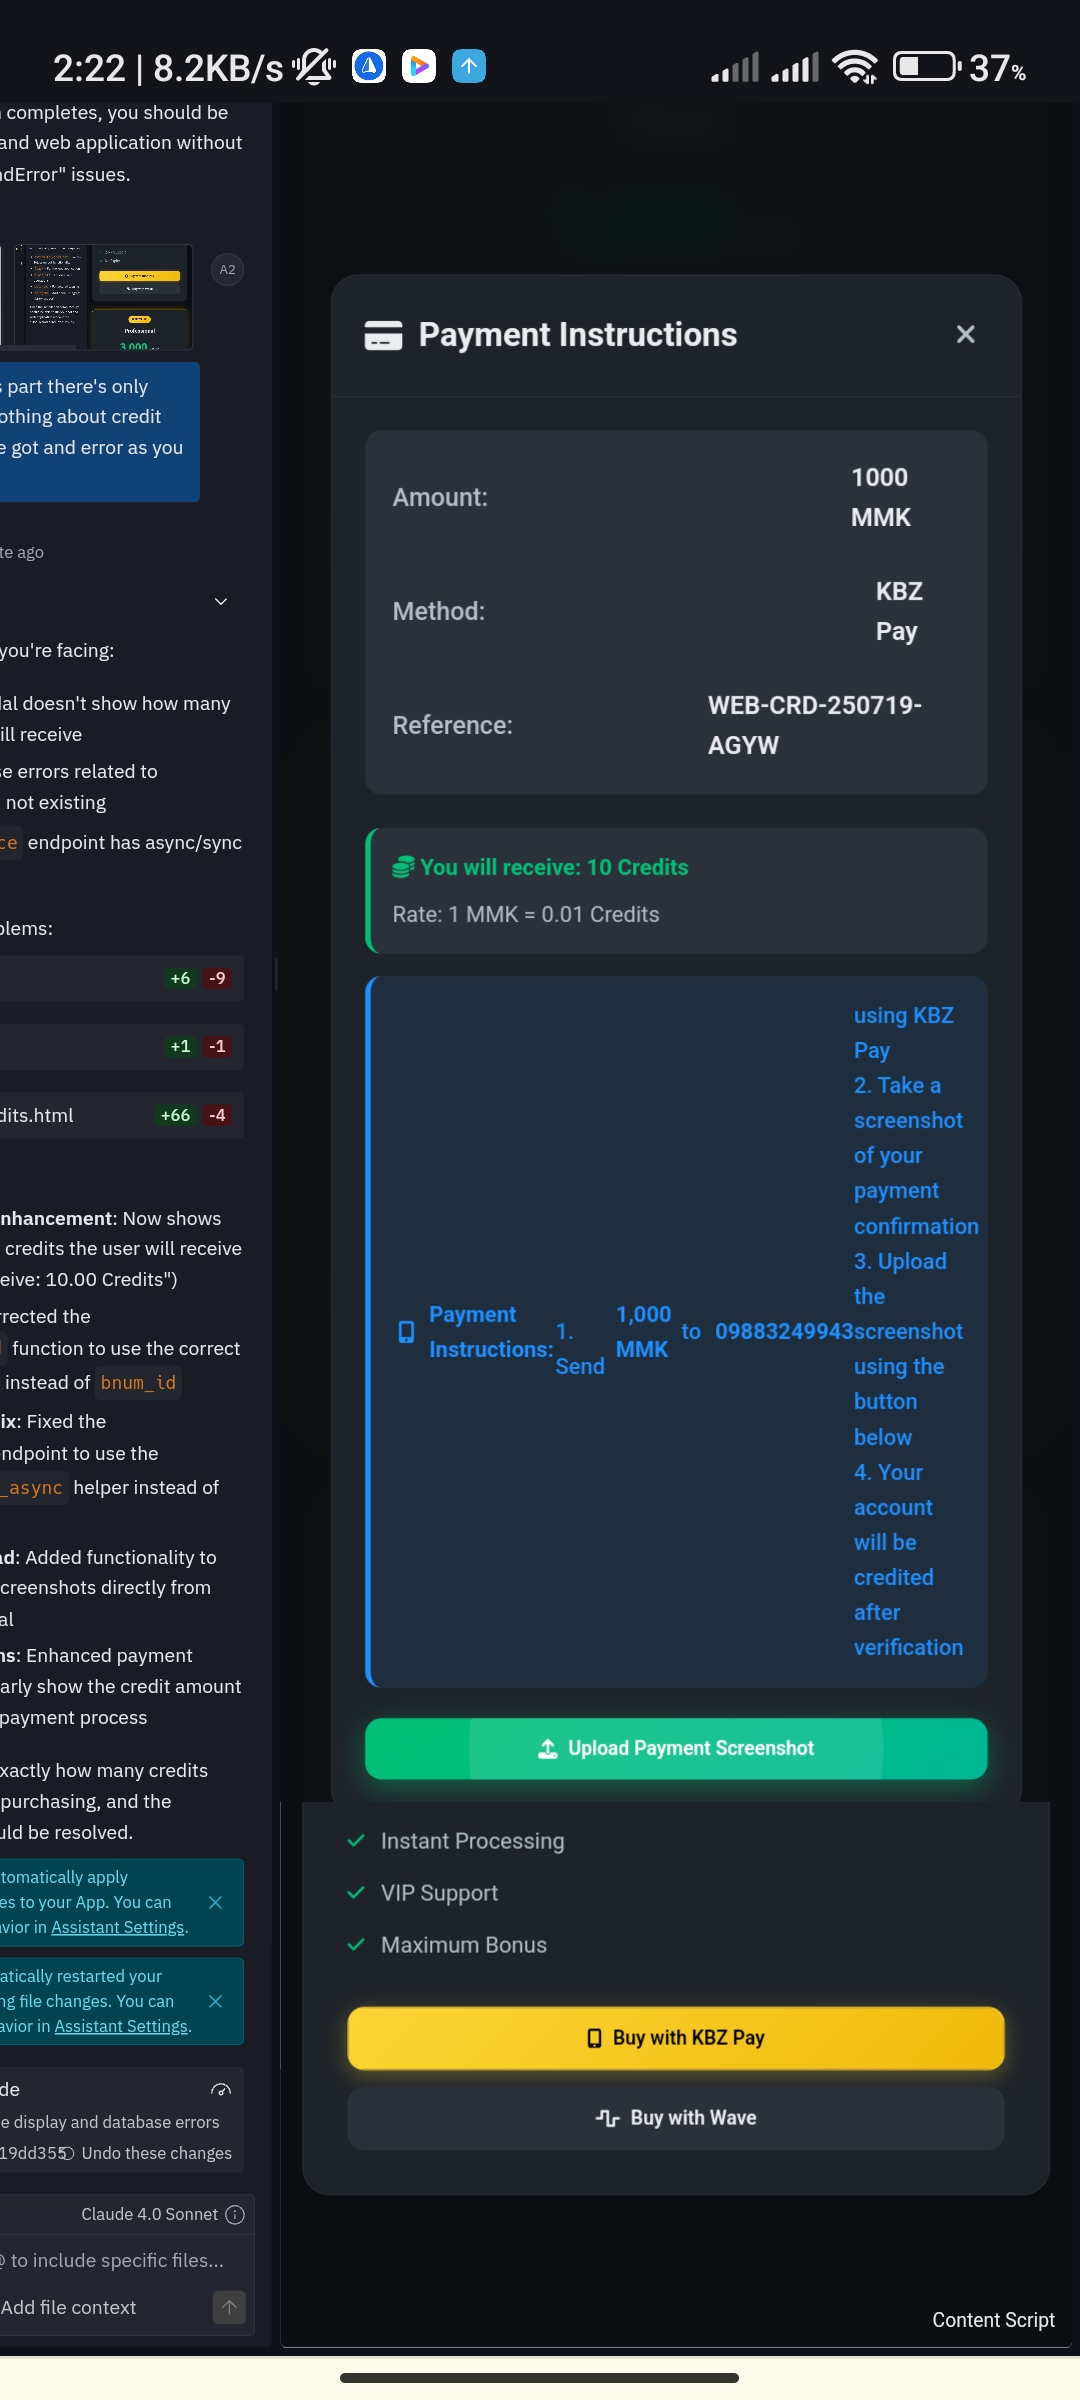 2:22 | 8.2KB/s
37%
completes, you should be
and web application without
ndError" issues.
A2
s part there's only
othing about credit
e got and error as you
te ago
you're facing:
dal doesn't show how many
ill receive
se errors related to
not existing
ce endpoint has async/sync
blems:
+6 -9
+1 -1
dits.html +66 -4
nhancement: Now shows
credits the user will receive
eive: 10.00 Credits")
rrected the
function to use the correct
instead of bnum_id
ix: Fixed the
endpoint to use the
_async helper instead of
ad: Added functionality to
screenshots directly from
al
ns: Enhanced payment
early show the credit amount
payment process
exactly how many credits
purchasing, and the
uld be resolved.
tomatically apply
es to your App. You can
avior in Assistant Settings.
atically restarted your
ng file changes. You can
avior in Assistant Settings.
de
e display and database errors
19dd355 Undo these changes
Claude 4.0 Sonnet
@ to include specific files...
Add file context
Payment Instructions
Amount:
1000
MMK
Method:
KBZ
Pay
Reference:
WEB-CRD-250719-
AGYW
You will receive: 10 Credits
Rate: 1 MMK = 0.01 Credits
Payment
Instructions:
1.
Send
1,000
MMK
to
09883249943
using KBZ
Pay
2. Take a
screenshot
of your
payment
confirmation
3. Upload
the
screenshot
using the
button
below
4. Your
account
will be
credited
after
verification
Upload Payment Screenshot
Instant Processing
VIP Support
Maximum Bonus
Buy with KBZ Pay
Buy with Wave
Content Script
Professional